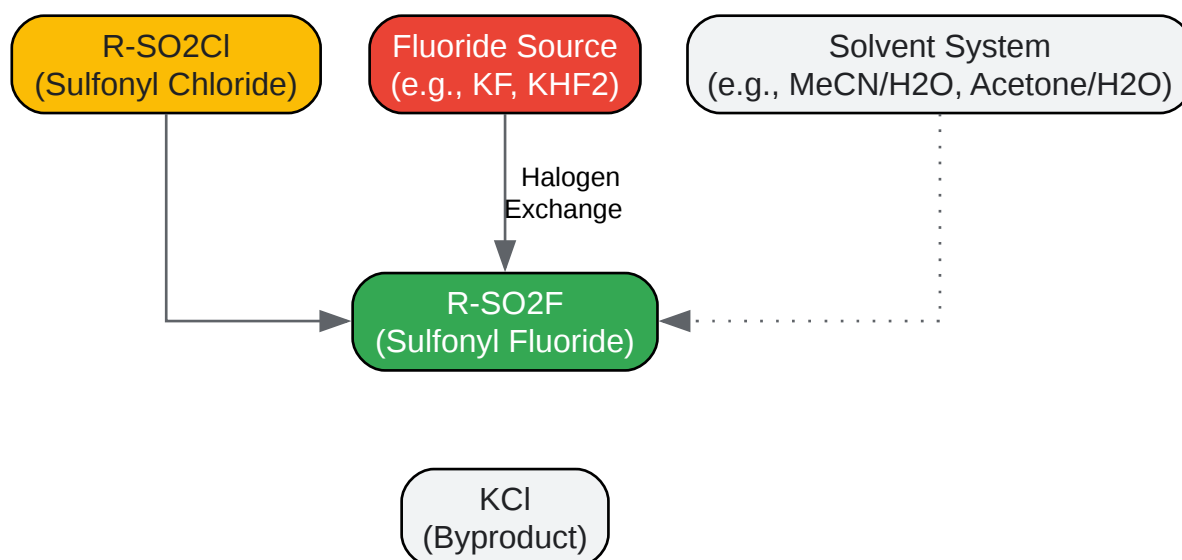 R-SO2Cl
(Sulfonyl Chloride)
Fluoride Source
(e.g., KF, KHF2)
Solvent System
(e.g., MeCN/H2O, Acetone/H2O)
Halogen
Exchange
R-SO2F
(Sulfonyl Fluoride)
KCl
(Byproduct)